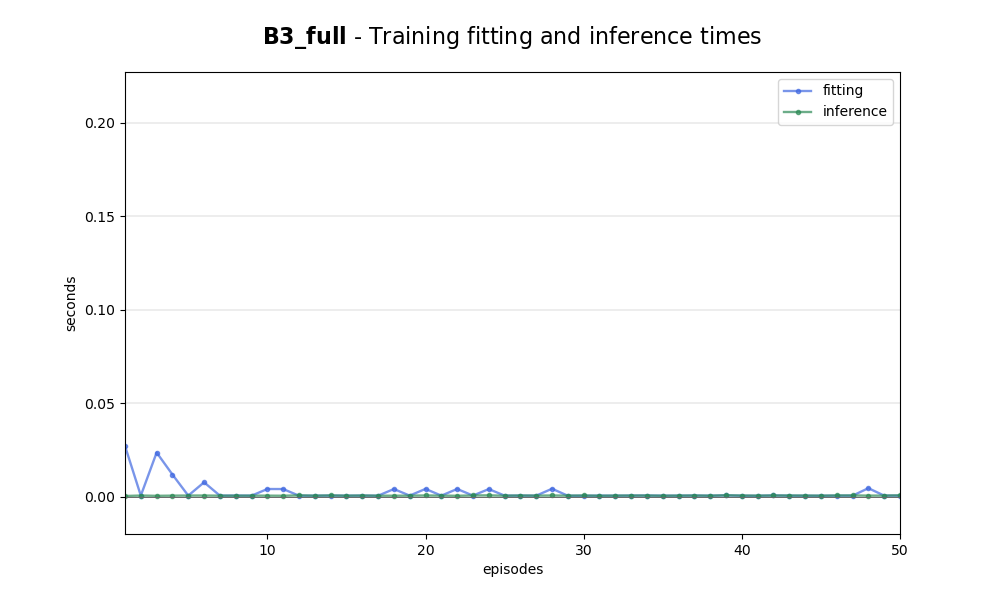 B3_full - Training fitting and inference times
fitting
inference
0.20
0.15
0.10
0.05
0.00
seconds
10
20
30
40
50
episodes